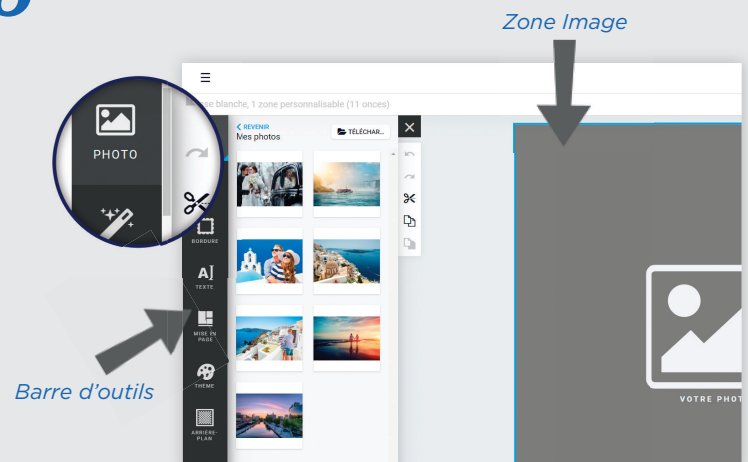 Zone Image
blanche, 1 zone personnalisable (11 onces)
REVENIR
Mes photos
TÉLÉCHAR...
PHOTO
BORDURE
TEXTE
MISE EN
PAGE
THÈME
ARRIÈRE-
PLAN
Barre d'outils
VOTRE PHOT